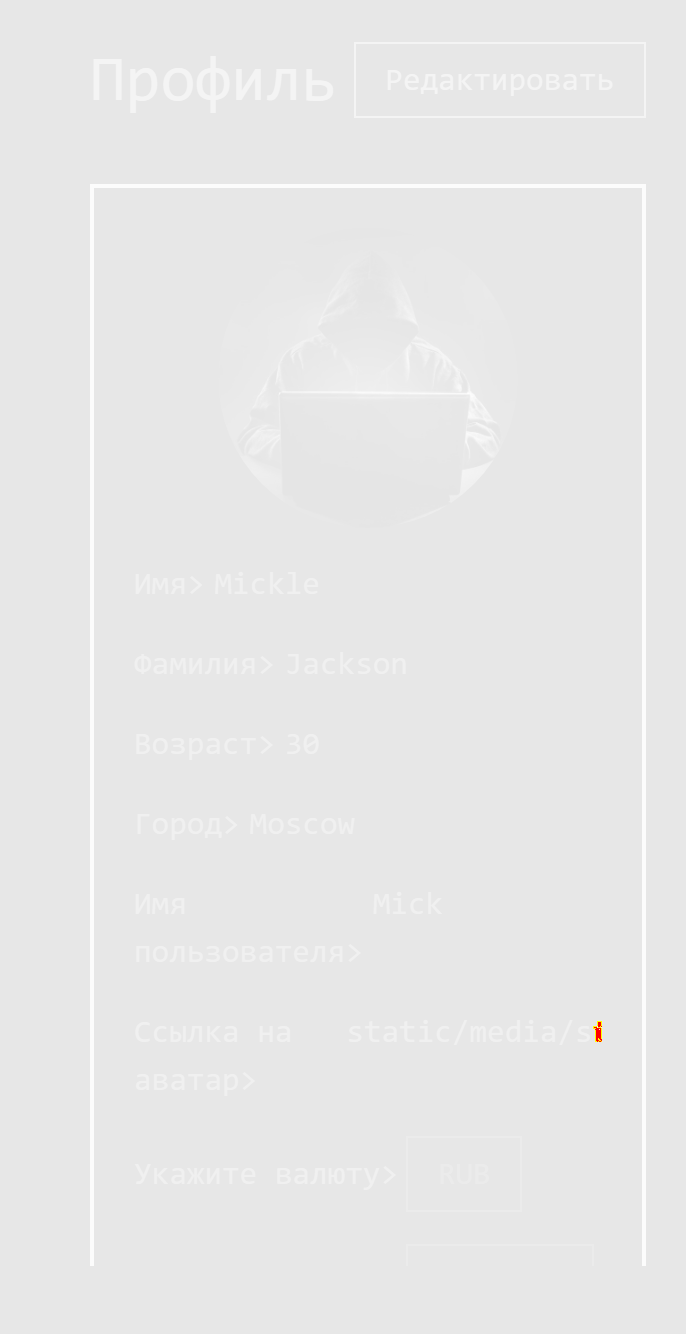 Профиль
Редактировать
Имя> Mickle
Фамилия> Jackson
Возраст> 30
Город> Moscow
Имя Mick
пользователя>
Ссылка на static/media/s
аватар>
Укажите валюту> RUB